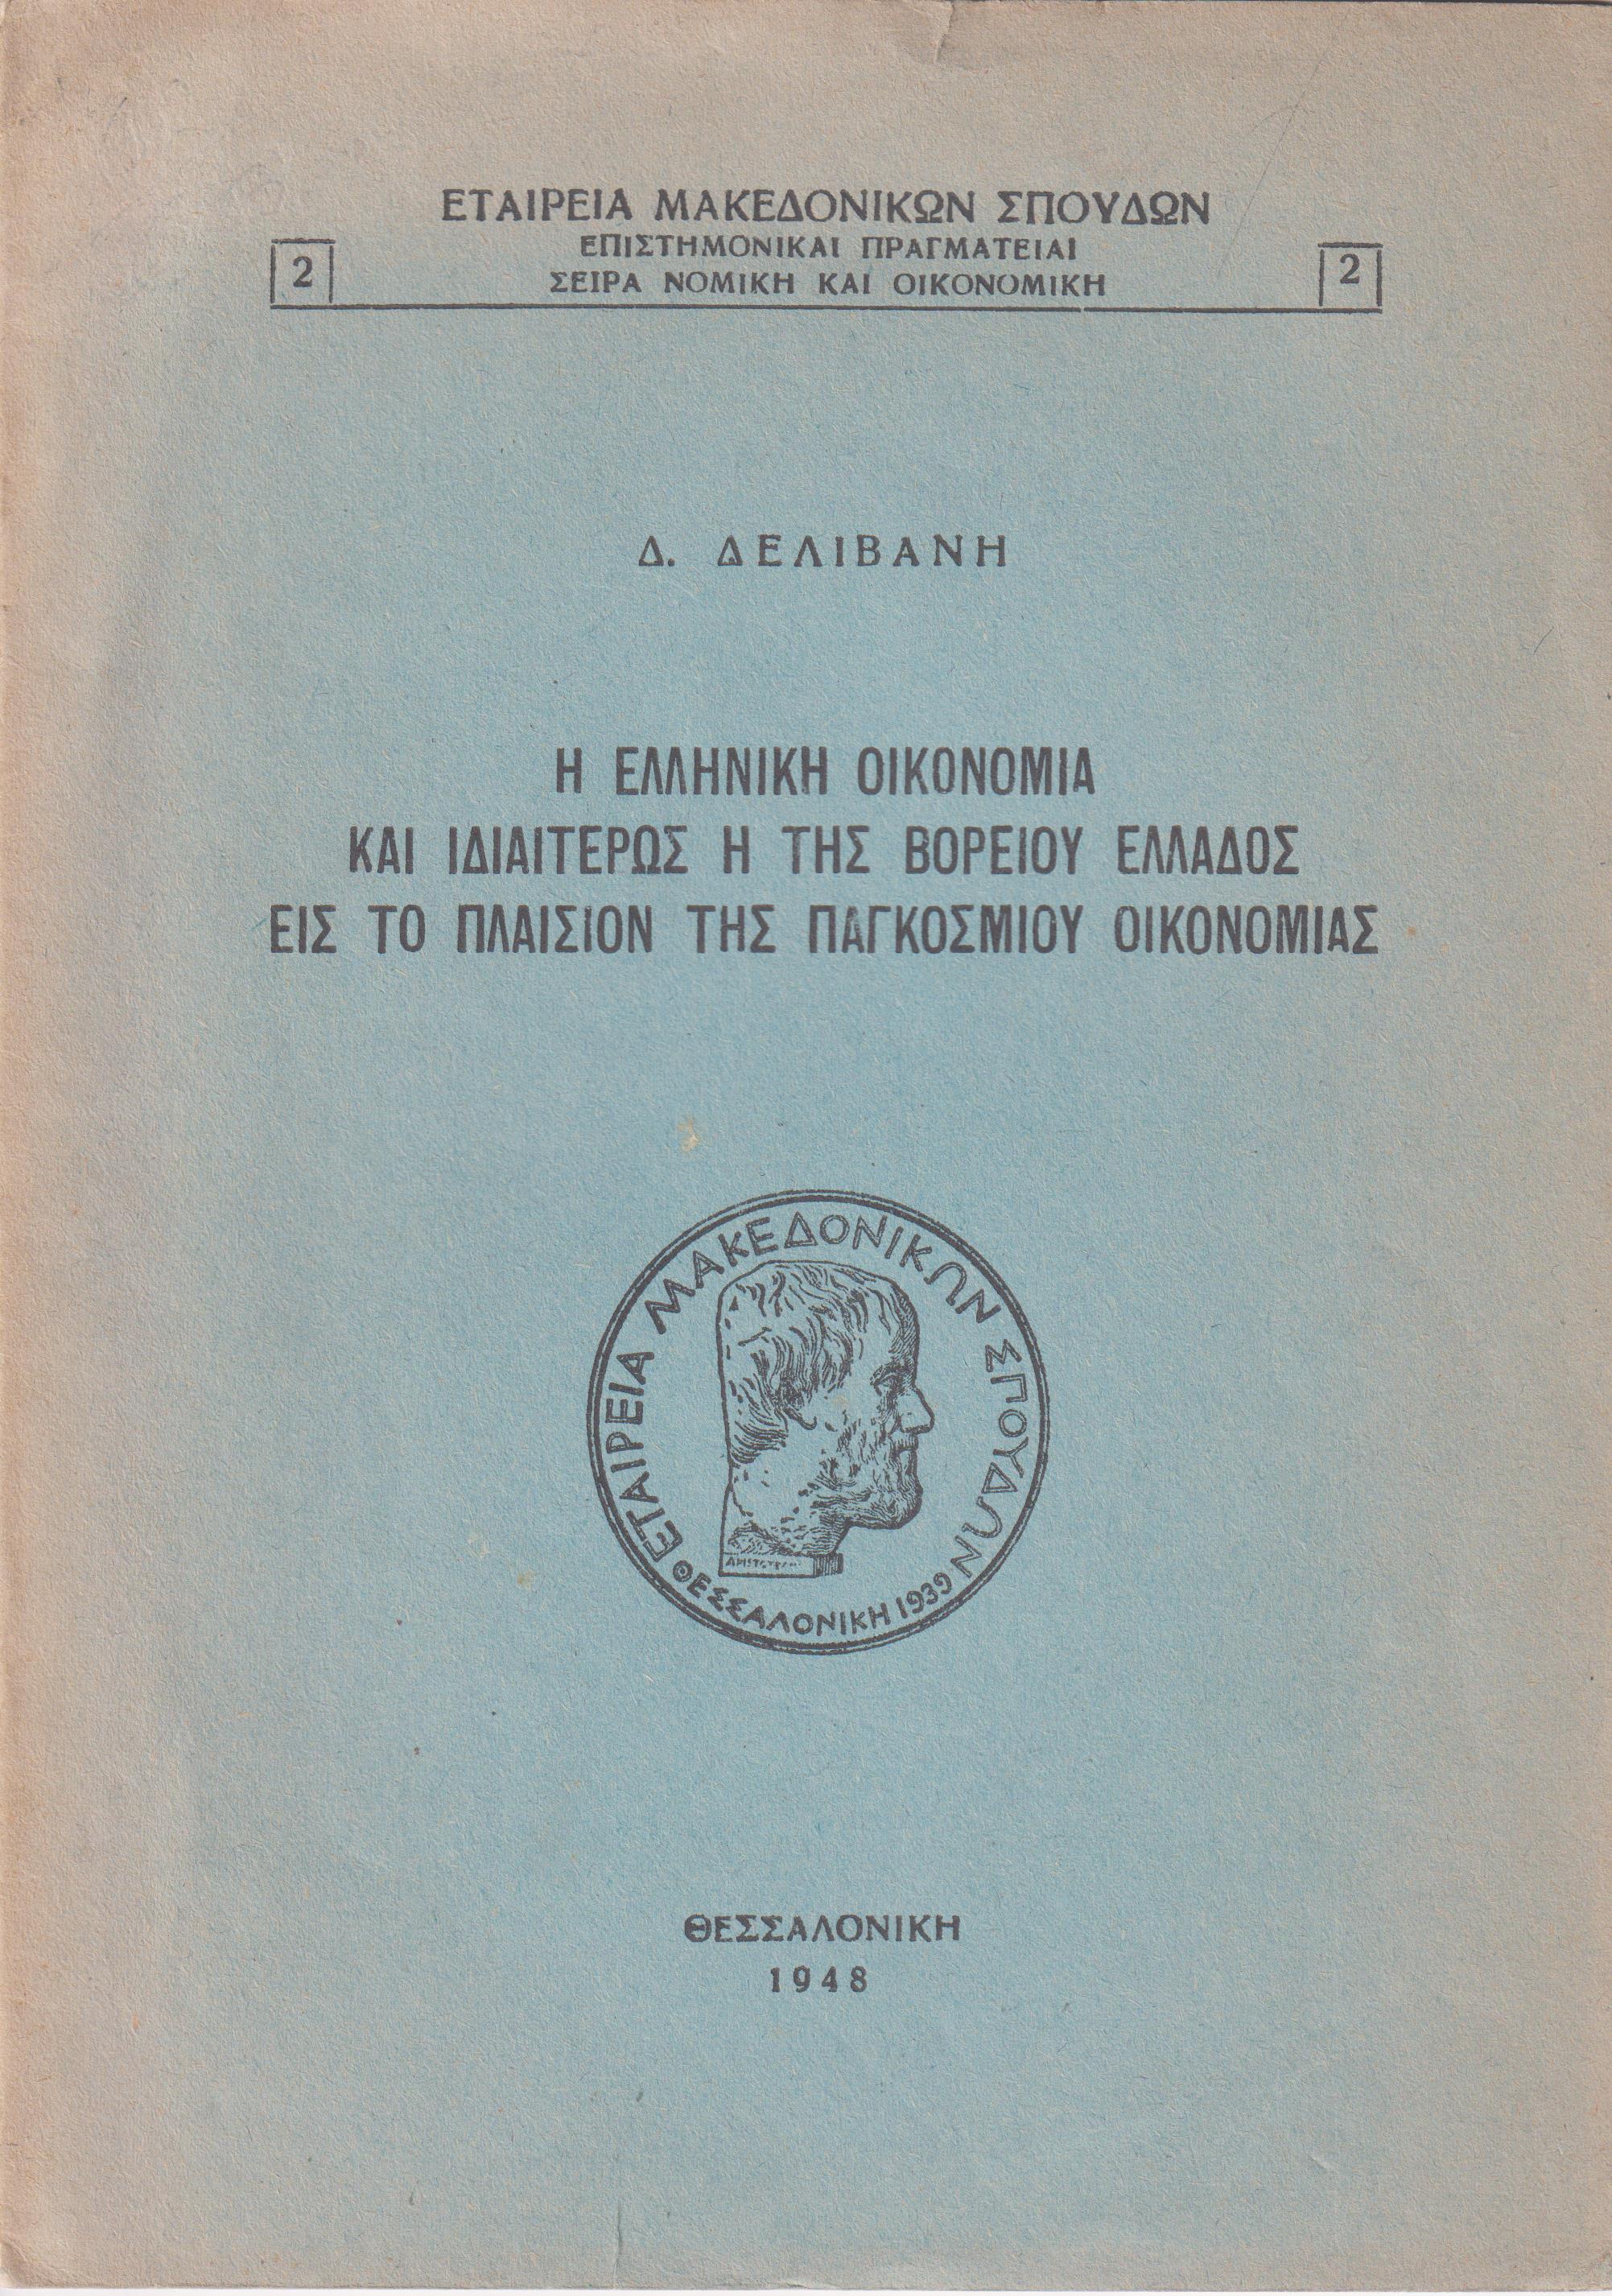 ΕΤΑΙΡΕΙΑ ΜΑΚΕΔΟΝΙΚΩΝ ΣΠΟΥΔΩΝ
ΕΠΙΣΤΗΜΟΝΙΚΑΙ ΠΡΑΓΜΑΤΕΙΑΙ
2 ΣΕΙΡΑ ΝΟΜΙΚΗ ΚΑΙ ΟΙΚΟΝΟΜΙΚΗ 2
Δ. ΔΕΛΙΒΑΝΗ
Η ΕΛΛΗΝΙΚΗ ΟΙΚΟΝΟΜΙΑ
ΚΑΙ ΙΔΙΑΙΤΕΡΩΣ Η ΤΗΣ ΒΟΡΕΙΟΥ ΕΛΛΑΔΟΣ
ΕΙΣ ΤΟ ΠΛΑΙΣΙΟΝ ΤΗΣ ΠΑΓΚΟΣΜΙΟΥ ΟΙΚΟΝΟΜΙΑΣ
ΕΤΑΙΡΕΙΑ ΜΑΚΕΔΟΝΙΚΩΝ ΣΠΟΥΔΩΝ
ΘΕΣΣΑΛΟΝΙΚΗ 1939
ΘΕΣΣΑΛΟΝΙΚΗ
1948